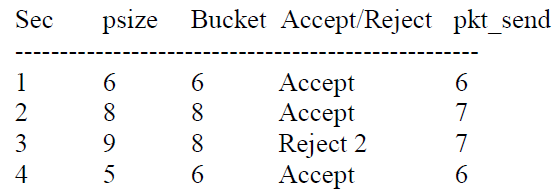 Sec psize Bucket Accept/Reject pkt_send
----------------------------------------------------
1 6 6 Accept 6
2 8 8 Accept 7
3 9 8 Reject 2 7
4 5 6 Accept 6